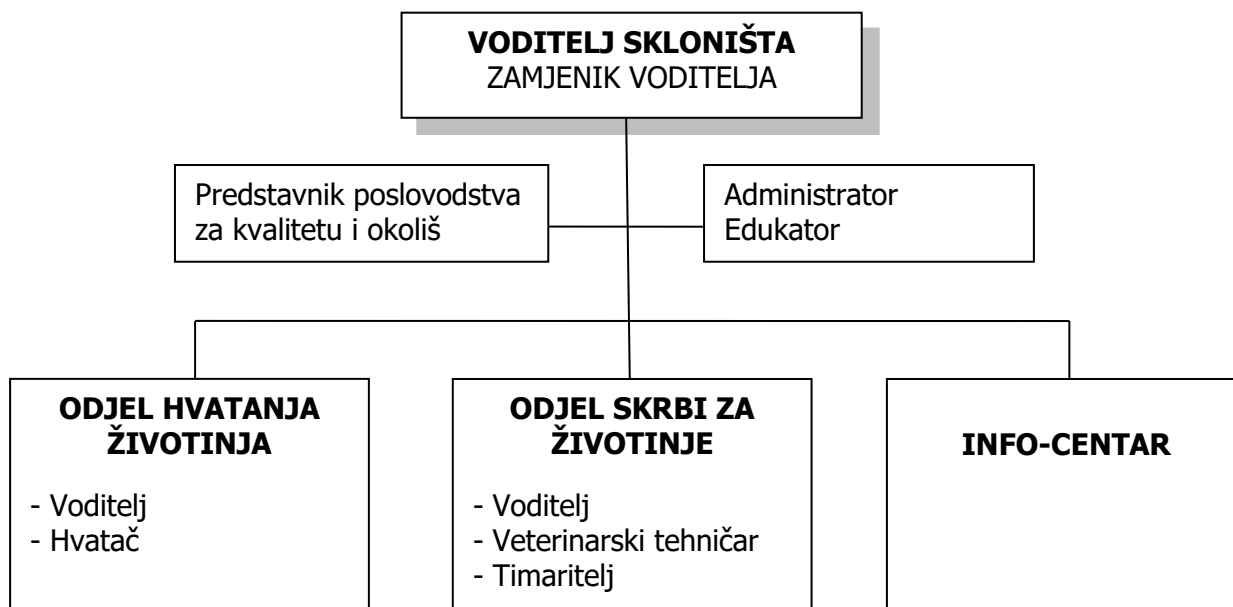 VODITELJ SKLONIŠTA
ZAMJENIK VODITELJA
Predstavnik poslovodstva
za kvalitetu i okoliš
Administrator
Edukator
ODJEL HVATANJA
ŽIVOTINJA
- Voditelj
- Hvatač
ODJEL SKRBI ZA
ŽIVOTINJE
- Voditelj
- Veterinarski tehničar
- Timaritelj
INFO-CENTAR